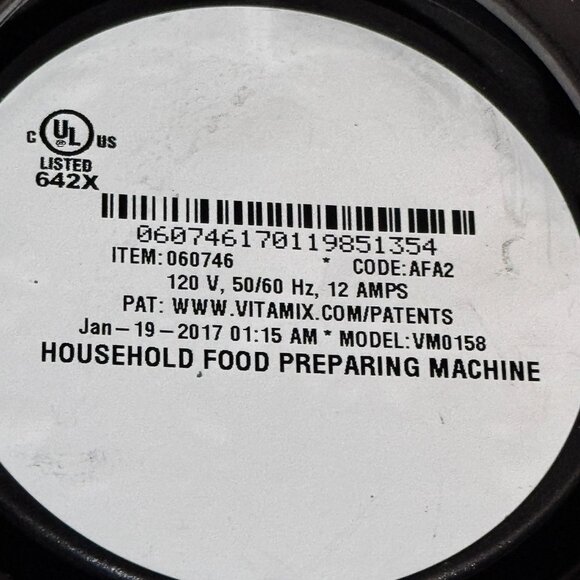 C UL US
LISTED
642X
060746170119851354
ITEM:060746 * CODE:AFA2
120 V, 50/60 Hz, 12 AMPS
PAT: WWW.VITAMIX.COM/PATENTS
Jan-19-2017 01:15 AM * MODEL:VM0158
HOUSEHOLD FOOD PREPARING MACHINE